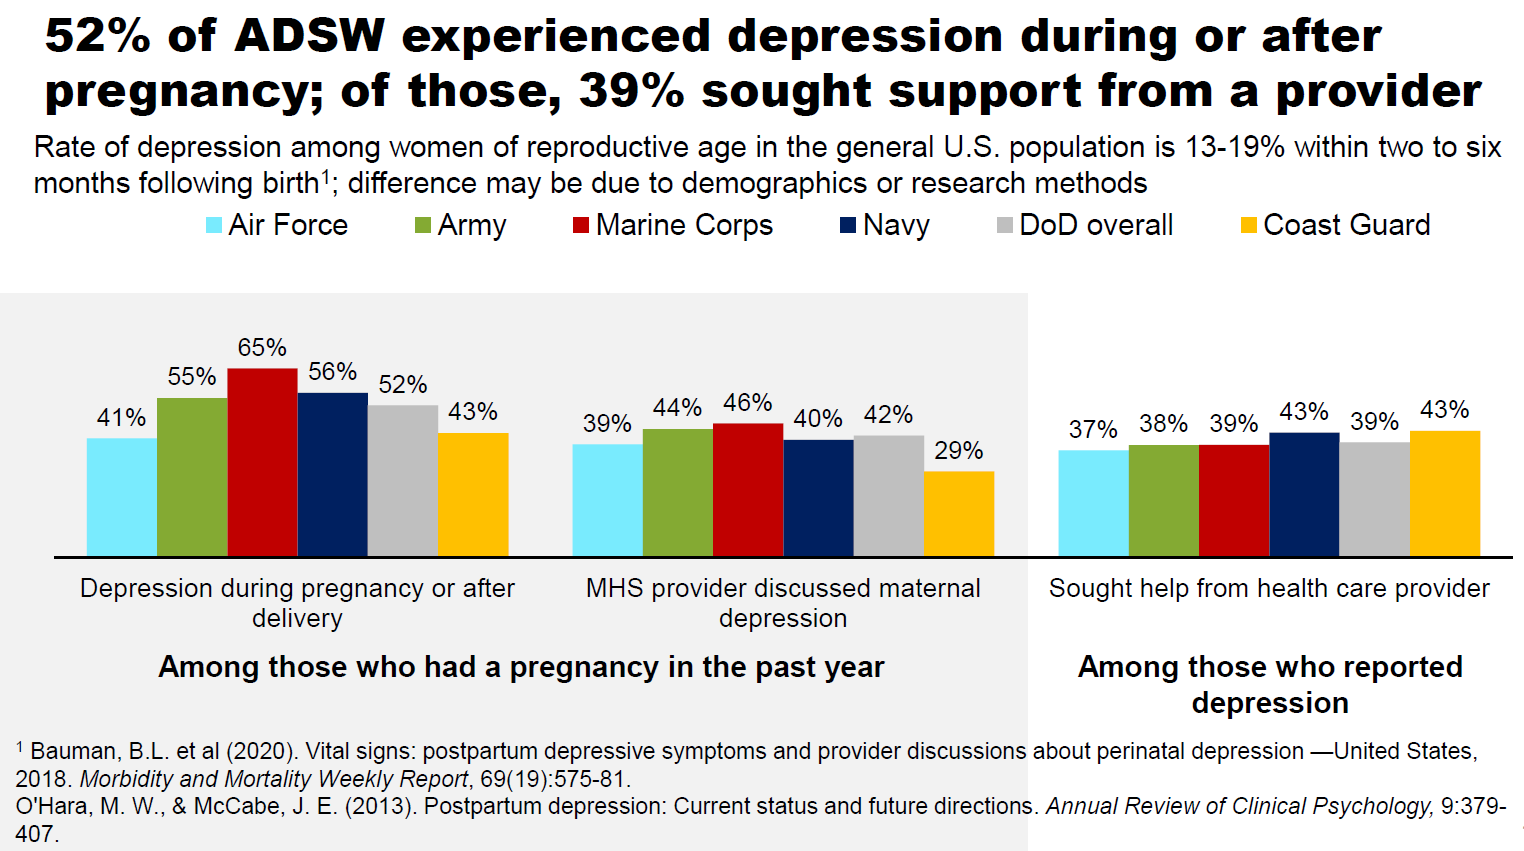 52% of ADSW experienced depression during or after
pregnancy; of those, 39% sought support from a provider
Rate of depression among women of reproductive age in the general U.S. population is 13-19% within two to six
months following birth¹; difference may be due to demographics or research methods
Air Force Army Marine Corps Navy DoD overall Coast Guard
41% 55% 65% 56% 52% 43%
39% 44% 46% 40% 42% 29%
37% 38% 39% 43% 39% 43%
Depression during pregnancy or after
delivery
MHS provider discussed maternal
depression
Sought help from health care provider
Among those who had a pregnancy in the past year
Among those who reported
depression
¹ Bauman, B.L. et al (2020). Vital signs: postpartum depressive symptoms and provider discussions about perinatal depression —United States,
2018. Morbidity and Mortality Weekly Report, 69(19):575-81.
O'Hara, M. W., & McCabe, J. E. (2013). Postpartum depression: Current status and future directions. Annual Review of Clinical Psychology, 9:379-
407.